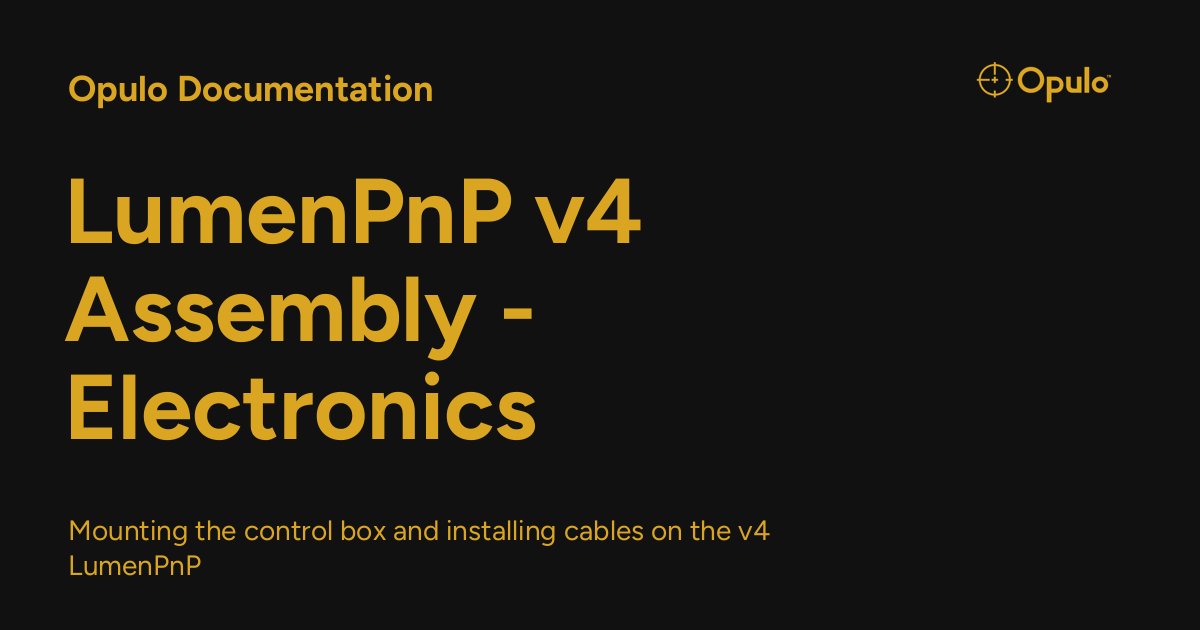 Opulo Documentation
Opulo™
LumenPnP v4
Assembly -
Electronics
Mounting the control box and installing cables on the v4
LumenPnP